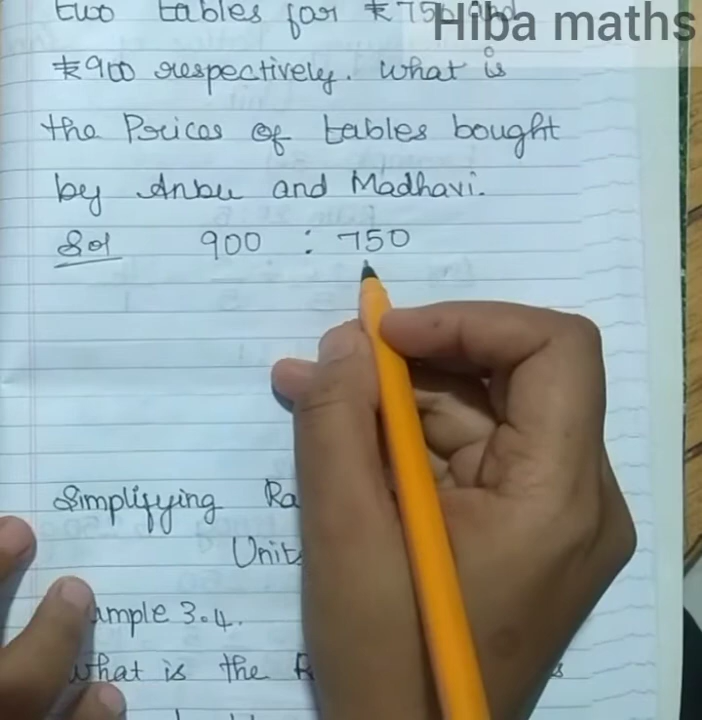 two tables for ₹750 and
Hiba maths
₹900 respectively. What is
the Prices of tables bought
by Anbu and Madhavi.
Sol 900 : 750
Simplifying Ra
Unit
ample 3.4.
what is the